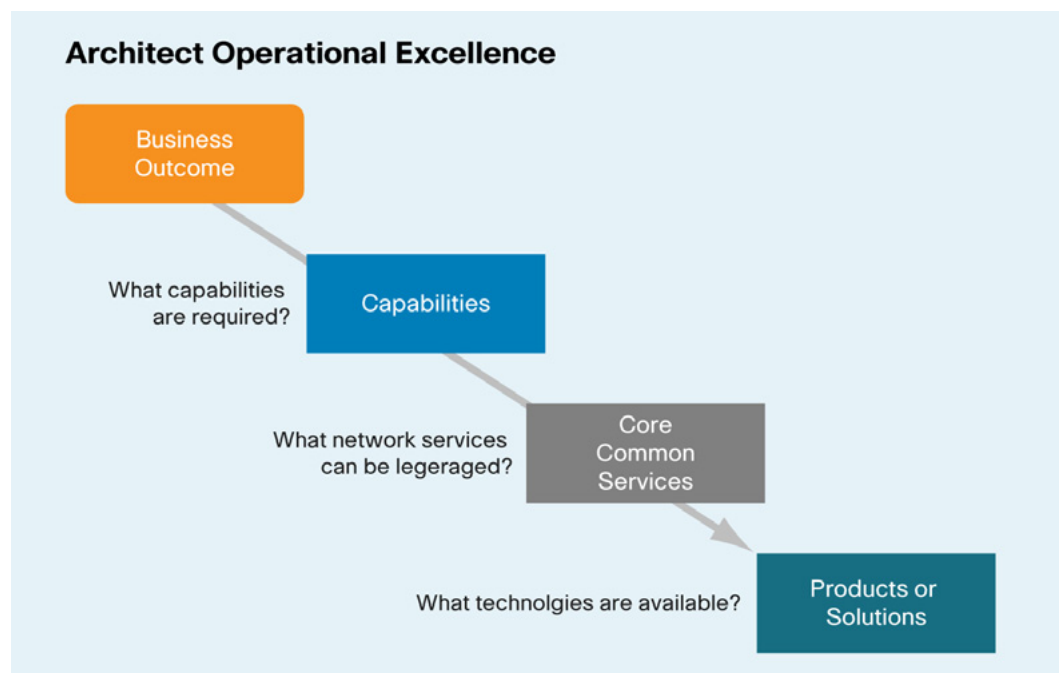 Architect Operational Excellence
Business
Outcome
What capabilities
are required?
Capabilities
What network services
can be legeraged?
Core
Common
Services
What technolgies are available?
Products or
Solutions